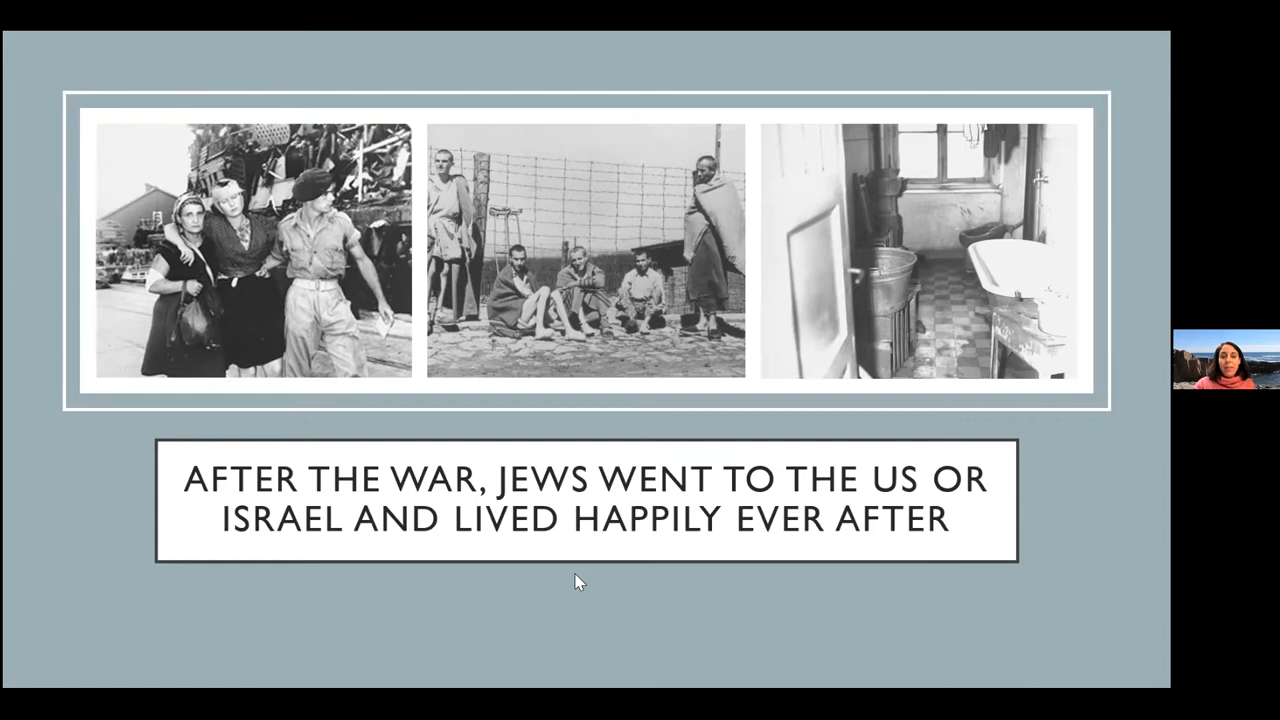 AFTER THE WAR, JEWS WENT TO THE US OR
ISRAEL AND LIVED HAPPILY EVER AFTER